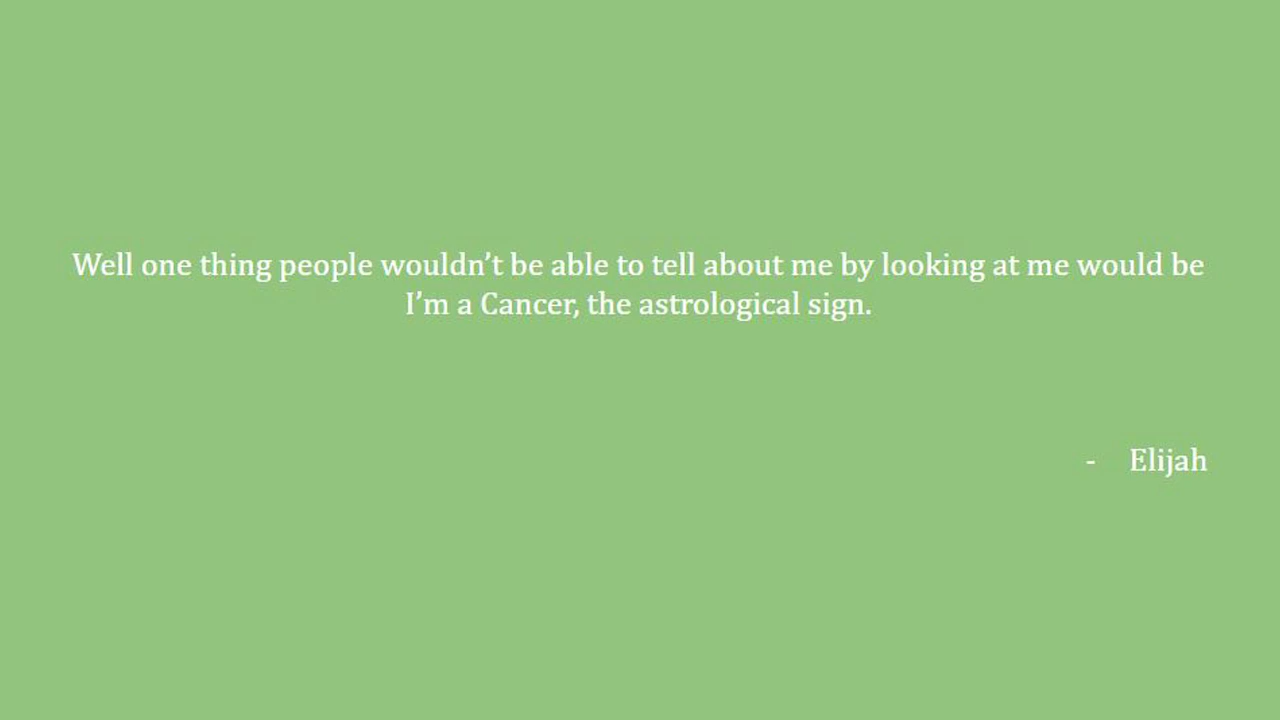 Well one thing people wouldn’t be able to tell about me by looking at me would be
I’m a Cancer, the astrological sign.
- Elijah